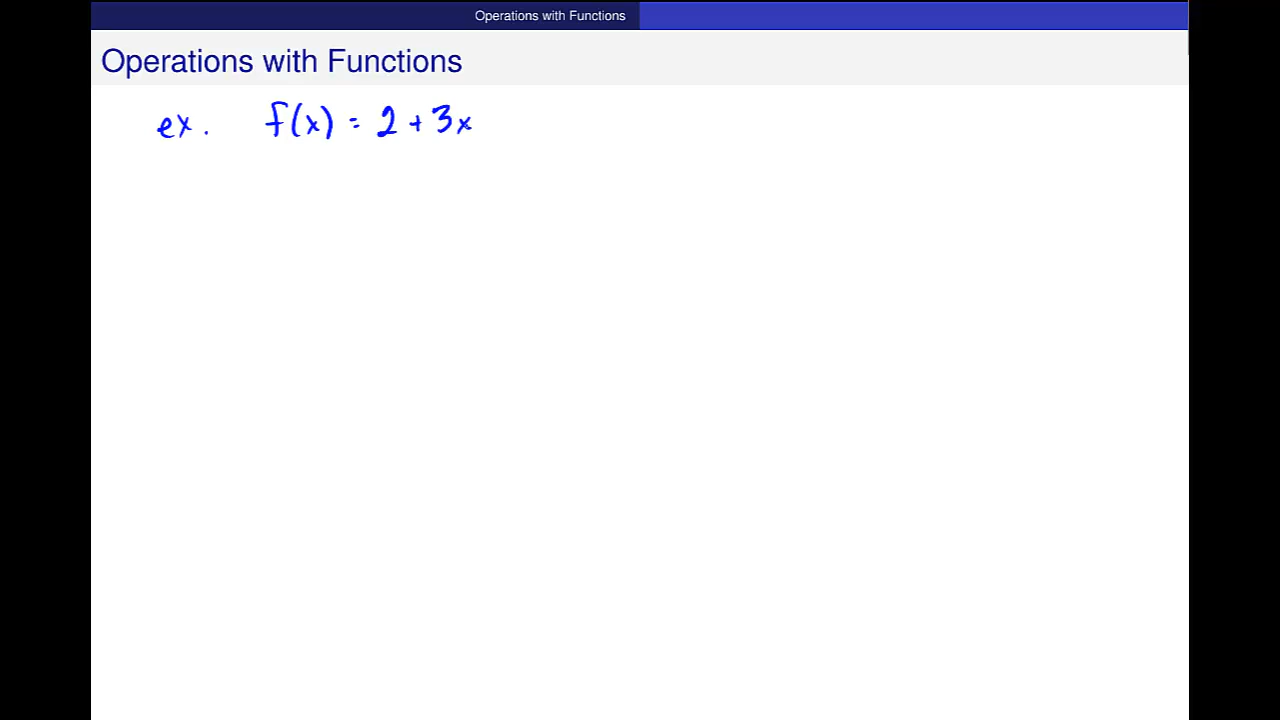 Operations with Functions
Operations with Functions
ex. f(x) = 2 + 3x